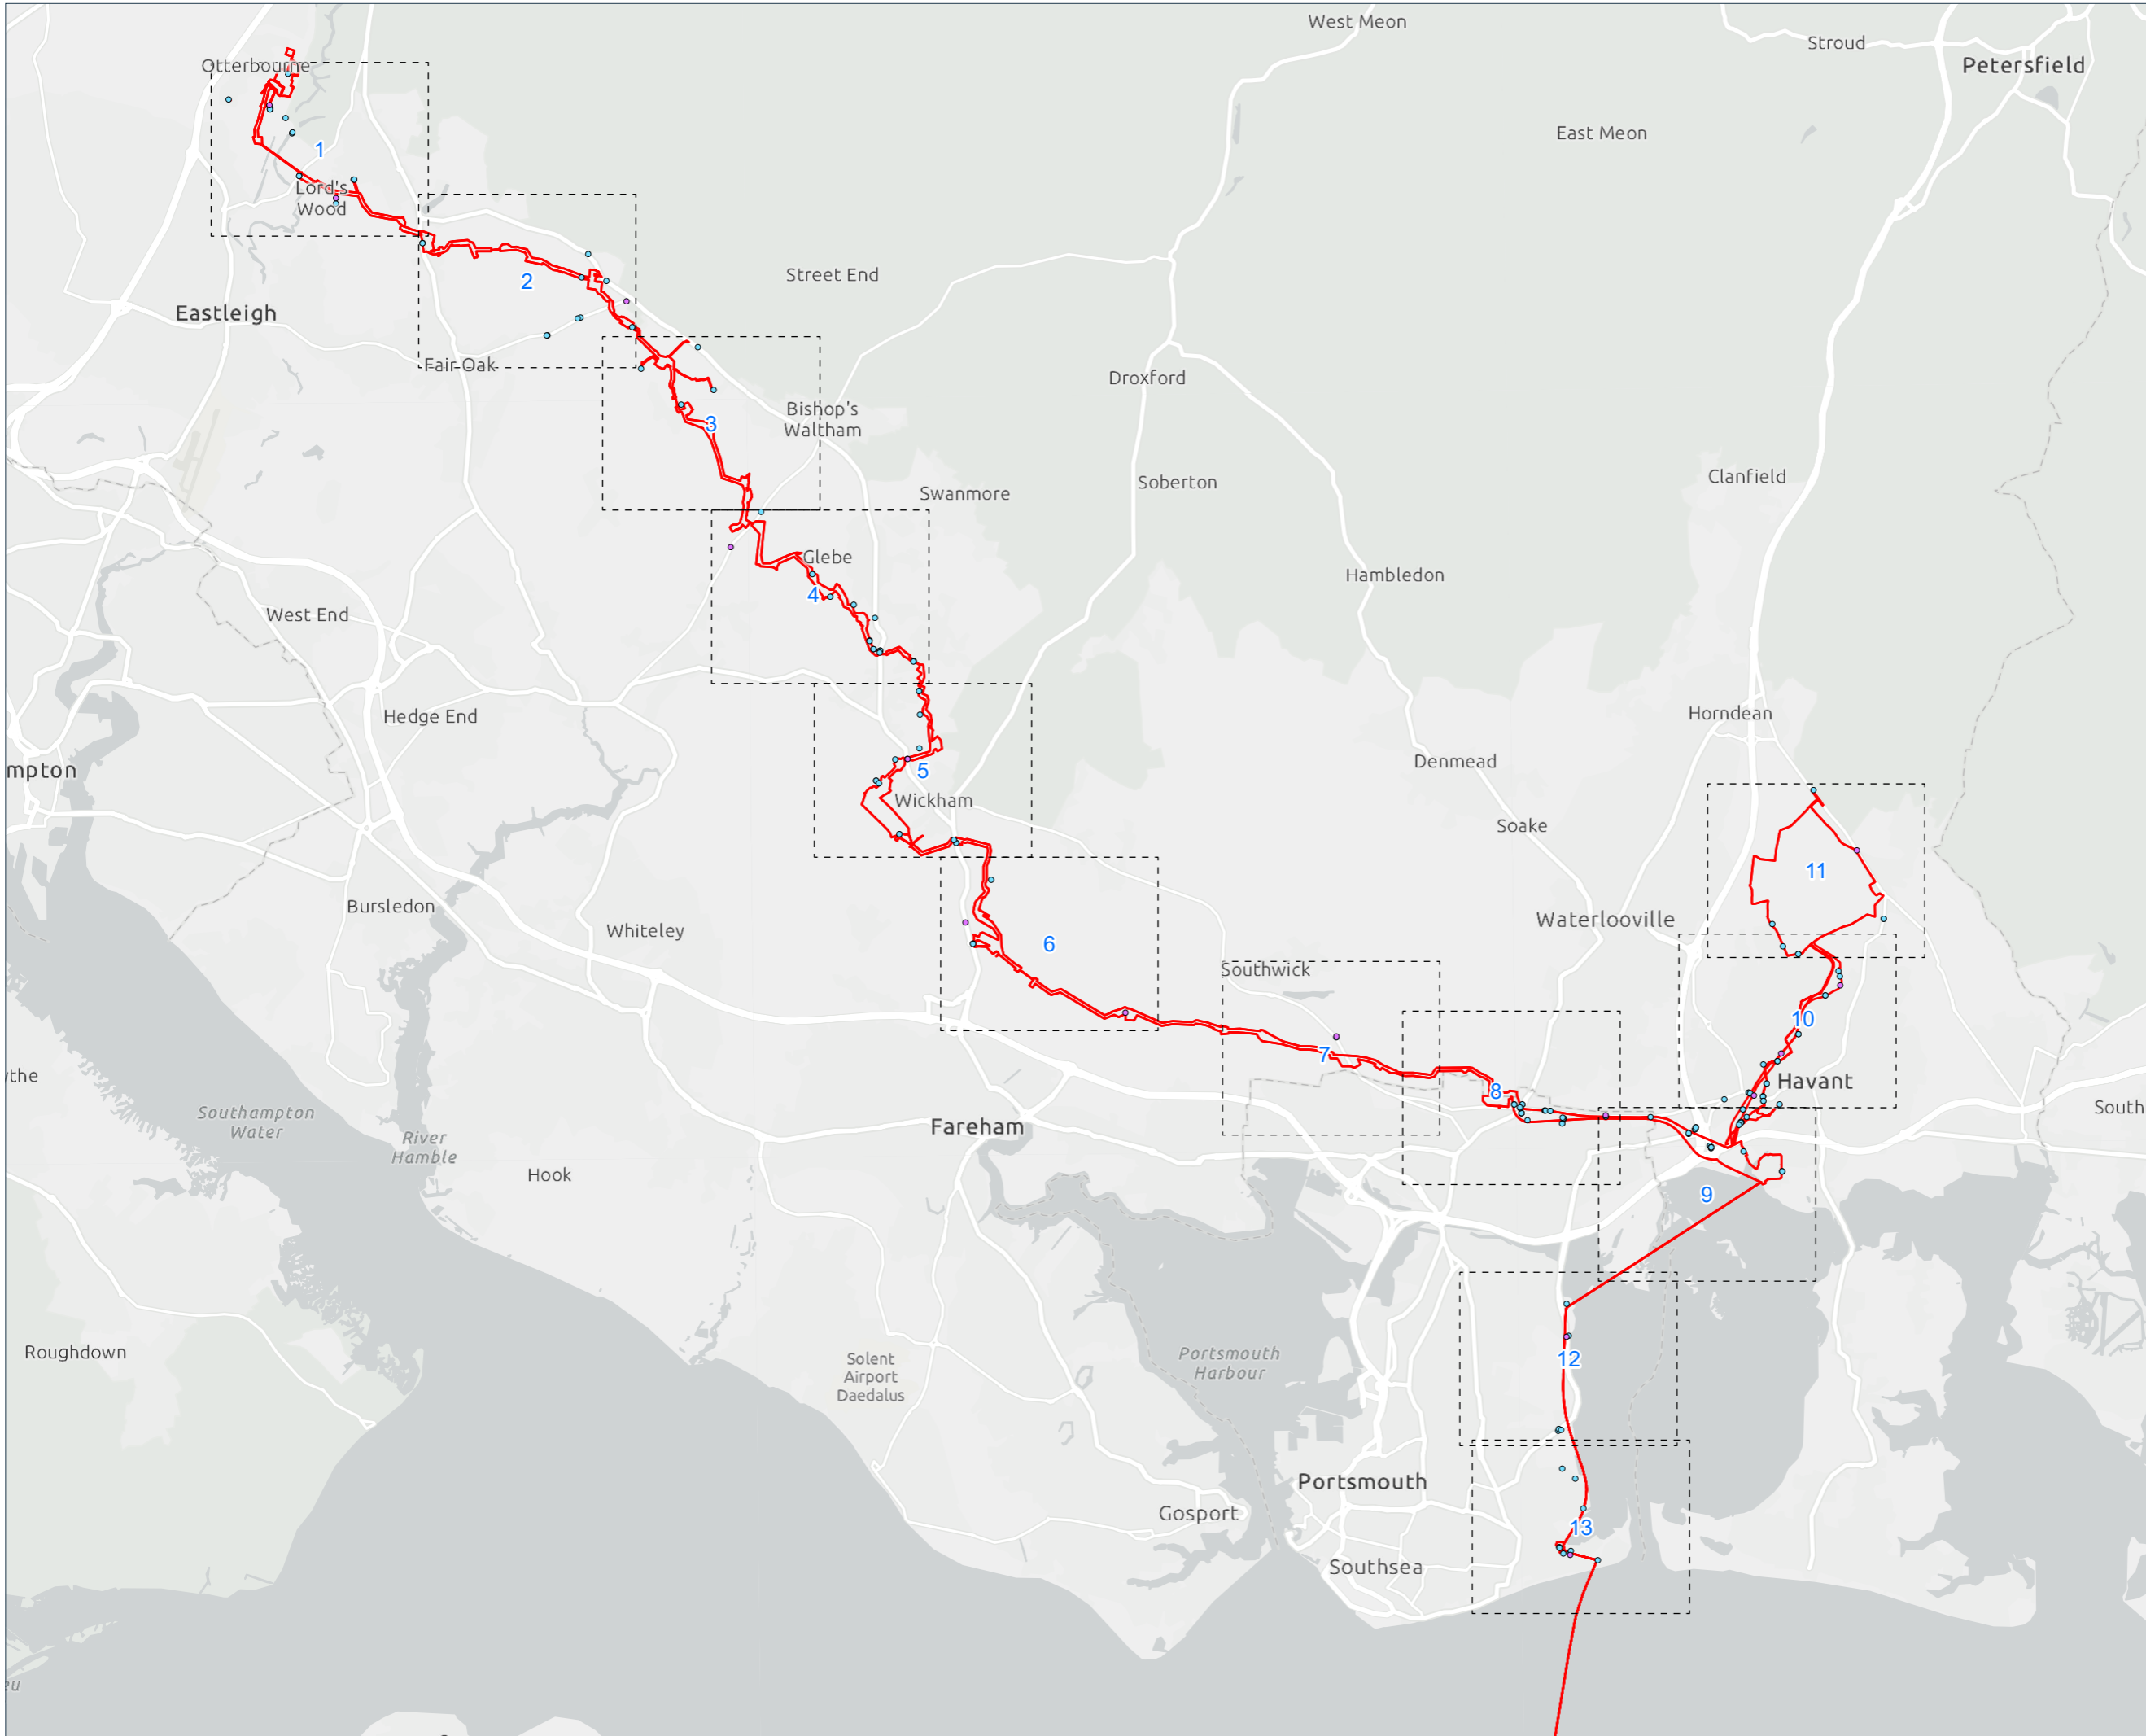 West Meon
Stroud
Petersfield
Otterbourne
East Meon
1
Lord's
Wood
Street End
2
Eastleigh
Fair Oak
Droxford
Bishop's
Waltham
3
Clanfield
Soberton
Swanmore
Glebe
Hambledon
4
West End
Horndean
Hedge End
Denmead
mpton
5
Wickham
Soake
11
Bursledon
Waterlooville
Whiteley
6
Southwick
10
7
ythe
Havant
8
South
Southampton
Water
Fareham
River
Hamble
Hook
9
Roughdown
Solent
Airport
Daedalus
Portsmouth
Harbour
12
Portsmouth
Gosport
13
Southsea
eu